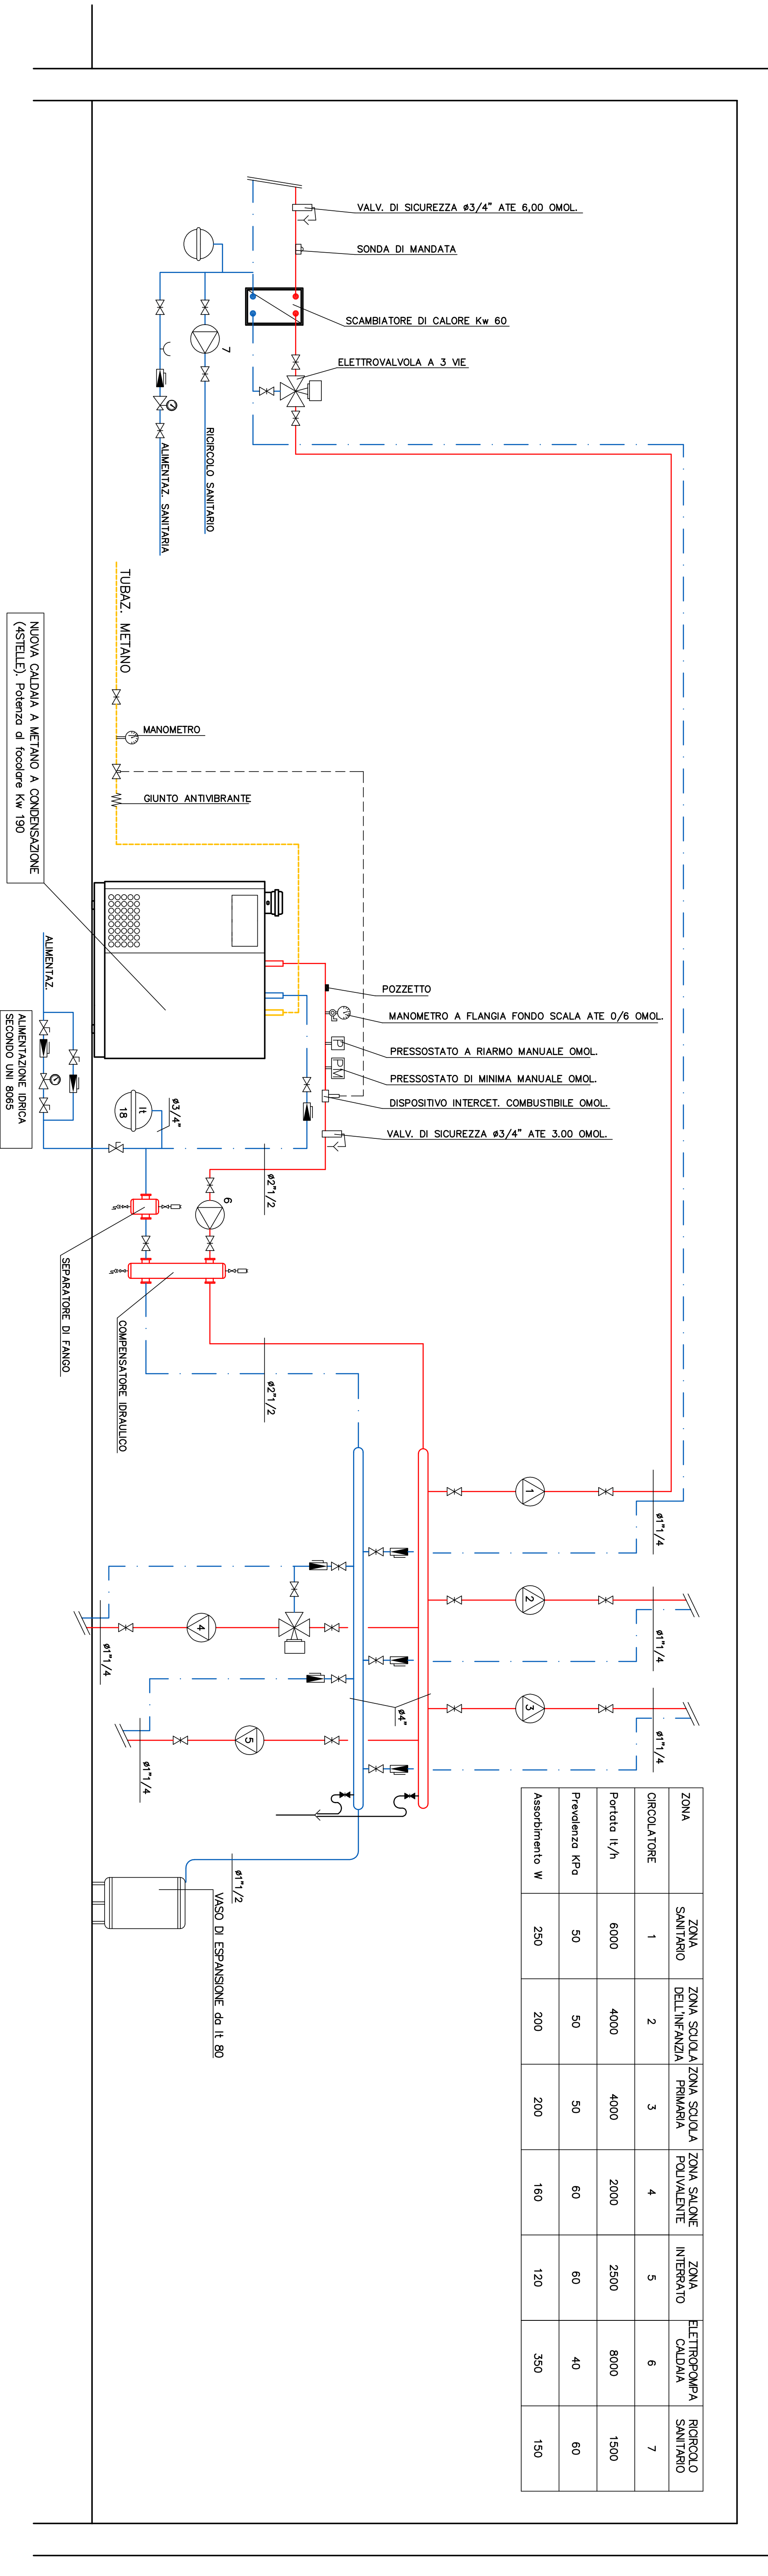 VALV. DI SICUREZZA ø3/4" ATE 6,00 OMOL.
SONDA DI MANDATA
SCAMBIATORE DI CALORE Kw 60
ELETTROVALVOLA A 3 VIE
7
RICIRCOLO SANITARIO
ALIMENTAZ. SANITARIA
TUBAZ. METANO
MANOMETRO
GIUNTO ANTIVIBRANTE
NUOVA CALDAIA A METANO A CONDENSAZIONE
(4STELLE). Potenza al focolare Kw 190
POZZETTO
MANOMETRO A FLANGIA FONDO SCALA ATE 0/6 OMOL.
P
PRESSOSTATO A RIARMO MANUALE OMOL.
PM
PRESSOSTATO DI MINIMA MANUALE OMOL.
DISPOSITIVO INTERCET. COMBUSTIBILE OMOL.
VALV. DI SICUREZZA ø3/4" ATE 3.00 OMOL.
ALIMENTAZ.
ALIMENTAZIONE IDRICA
SECONDO UNI 8065
lt
18
ø3/4"
ø2"1/2
6
SEPARATORE DI FANGO
COMPENSATORE IDRAULICO
ø2"1/2
1
ø1"1/4
2
ø1"1/4
3
ø1"1/4
4
ø1"1/4
5
ø1"1/4
ø4"
ø1"1/2
VASO DI ESPANSIONE da lt 80
ZONA
ZONA
SANITARIO
ZONA SCUOLA
DELL'INFANZIA
ZONA SCUOLA
PRIMARIA
ZONA SALONE
POLIVALENTE
ZONA
INTERRATO
ELETTROPOMPA
CALDAIA
RICIRCOLO
SANITARIO
CIRCOLATORE 1 2 3 4 5 6 7
Portata lt/h 6000 4000 4000 2000 2500 8000 1500
Prevalenza KPa 50 50 50 60 60 40 60
Assorbimento W 250 200 200 160 120 350 150